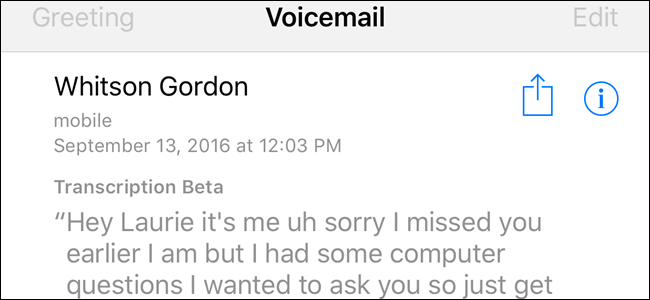 Greeting Voicemail Edit
Whitson Gordon
mobile
September 13, 2016 at 12:03 PM
Transcription Beta
“Hey Laurie it's me uh sorry I missed you
earlier I am but I had some computer
questions I wanted to ask you so just get